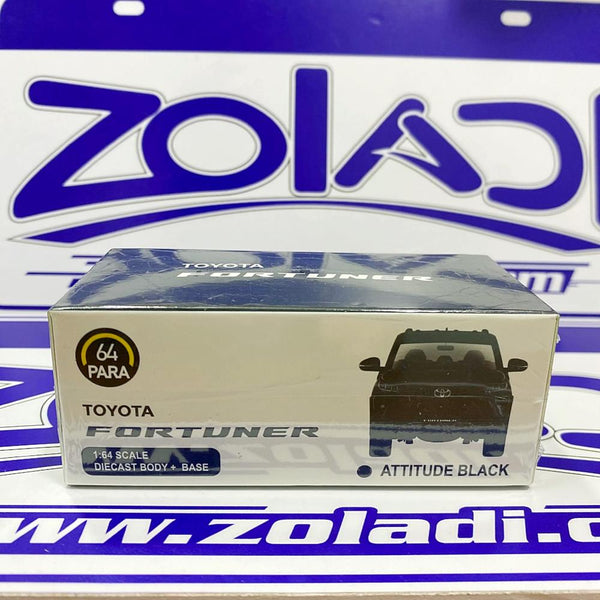 ZOLADI
TOYOTA
FORTUNER
64
PARA
TOYOTA
FORTUNER
1:64 SCALE
DIECAST BODY + BASE
ATTITUDE BLACK
www.zoladi.c